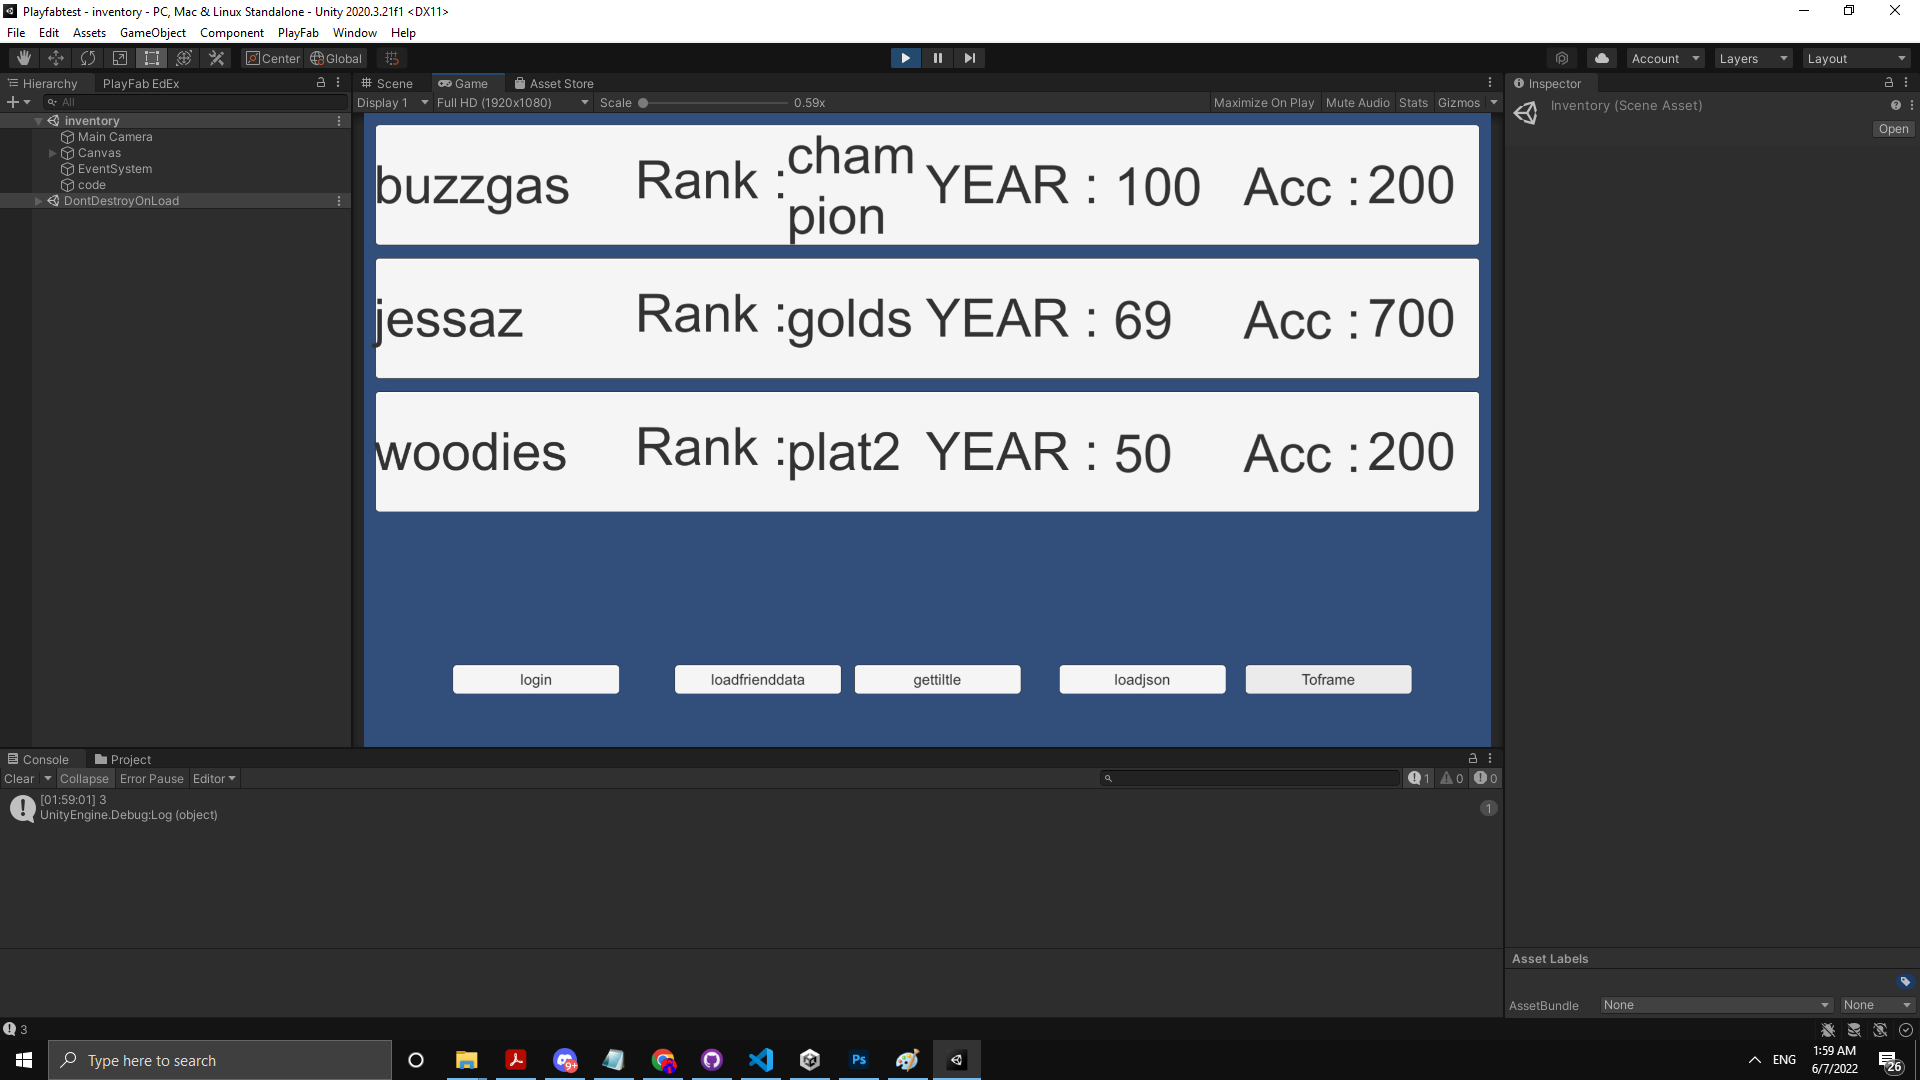 Playfabtest - inventory - PC, Mac & Linux Standalone - Unity 2020.3.21f1 <DX11>
File Edit Assets GameObject Component PlayFab Window Help
Center Global Account Layers Layout
Hierarchy PlayFab EdEx Scene Game Asset Store Inspector
All Display 1 Full HD (1920x1080) Scale 0.59x Maximize On Play Mute Audio Stats Gizmos
Inventory (Scene Asset)
Open
inventory
Main Camera
Canvas
EventSystem
code
DontDestroyOnLoad
buzzgas Rank : cham
pion YEAR : 100 Acc : 200
jessaz Rank : golds YEAR : 69 Acc : 700
woodies Rank : plat2 YEAR : 50 Acc : 200
login loadfrienddata gettiltle loadjson Toframe
Console Project
Clear Collapse Error Pause Editor 1 0 0
[01:59:01] 3
UnityEngine.Debug:Log (object) 1
Asset Labels
AssetBundle None None
3
Type here to search 9+ Ps ENG 1:59 AM
6/7/2022 26